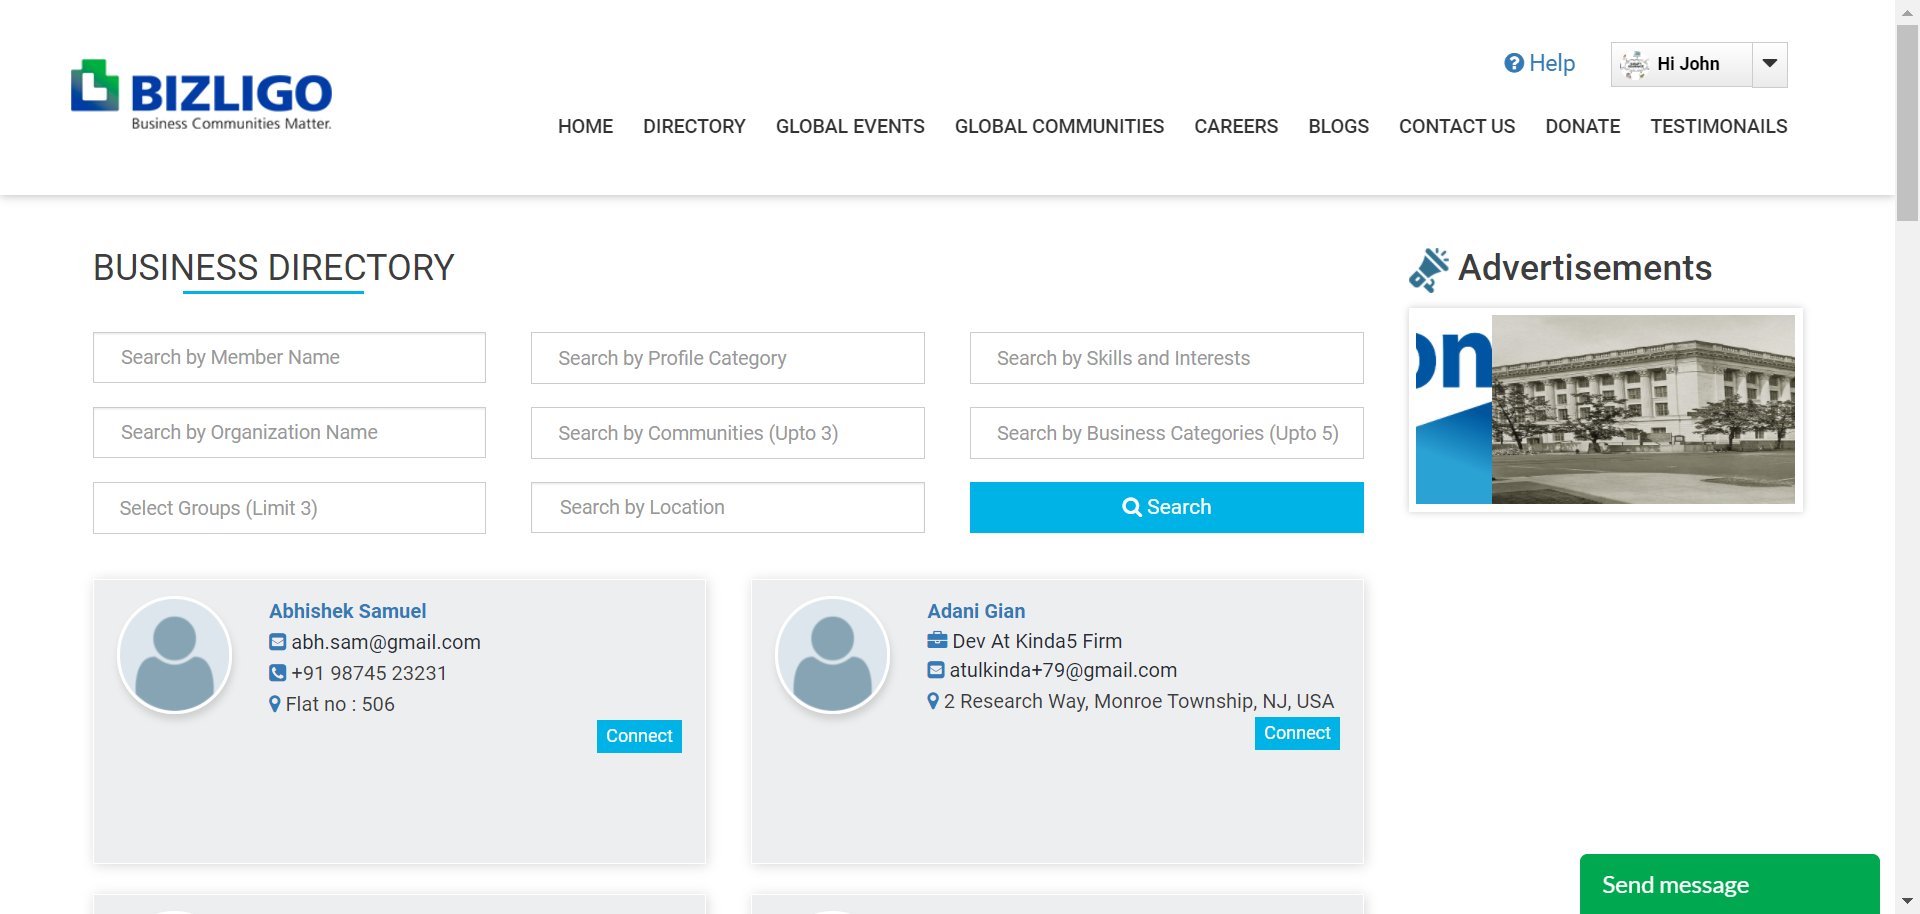 Help
Hi John
BIZLIGO
Business Communities Matter.
HOME DIRECTORY GLOBAL EVENTS GLOBAL COMMUNITIES CAREERS BLOGS CONTACT US DONATE TESTIMONAILS
BUSINESS DIRECTORY
Advertisements
Search by Member Name
Search by Profile Category
Search by Skills and Interests
Search by Organization Name
Search by Communities (Upto 3)
Search by Business Categories (Upto 5)
Select Groups (Limit 3)
Search by Location
Search
on
Abhishek Samuel
abh.sam@gmail.com
+91 98745 23231
Flat no : 506
Connect
Adani Gian
Dev At Kinda5 Firm
atulkinda+79@gmail.com
2 Research Way, Monroe Township, NJ, USA
Connect
Send message